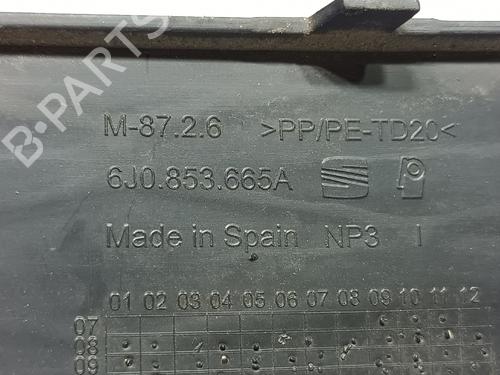 M-87.2.6 >PP/PE-TD20<
6J0.853.665A
Made in Spain NP3 I
01 02 03 04 05 06 07 08 09 10 11 12
07
08
09
B-PARTS